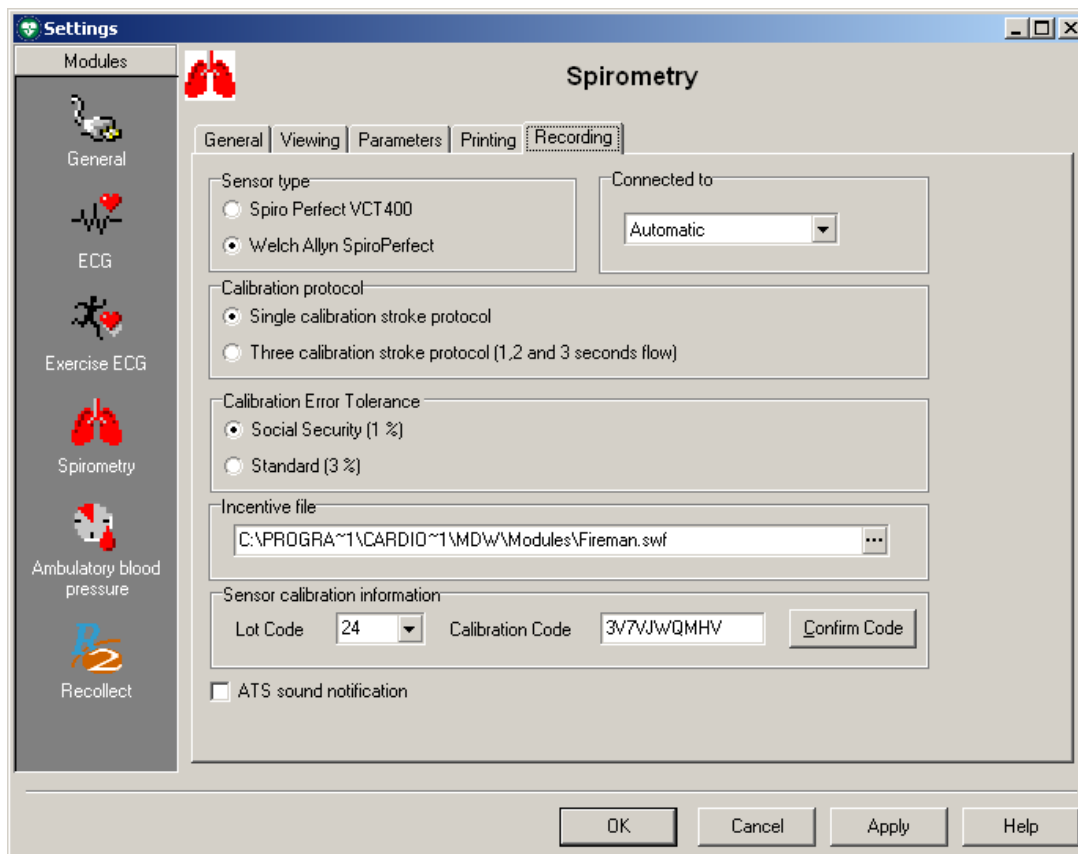 Settings
Modules
General
ECG
Exercise ECG
Spirometry
Ambulatory blood
pressure
Recollect
Spirometry
General Viewing Parameters Printing Recording
Sensor type
Spiro Perfect VCT400
Welch Allyn SpiroPerfect
Connected to
Automatic
Calibration protocol
Single calibration stroke protocol
Three calibration stroke protocol (1,2 and 3 seconds flow)
Calibration Error Tolerance
Social Security (1 %)
Standard (3 %)
Incentive file
C:\PROGRA~1\CARDIO~1\MDW\Modules\Fireman.swf
...
Sensor calibration information
Lot Code 24 Calibration Code 3V7VJWQMHV Confirm Code
ATS sound notification
OK Cancel Apply Help